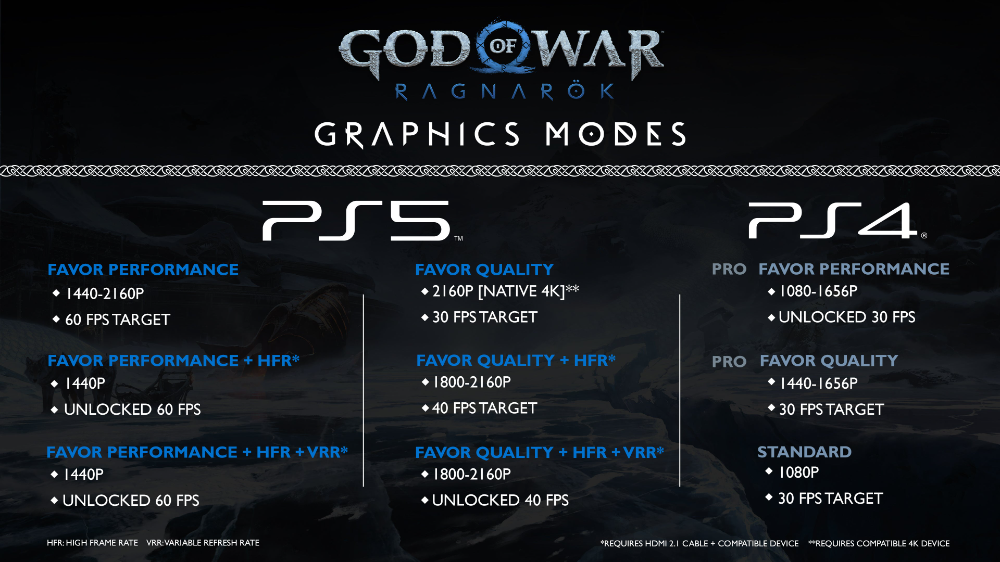 GOD OF WAR
RAGNARÖK
GRAPHICS MODES
PS5™
FAVOR PERFORMANCE
1440-2160P
60 FPS TARGET
FAVOR PERFORMANCE + HFR*
1440P
UNLOCKED 60 FPS
FAVOR PERFORMANCE + HFR + VRR*
1440P
UNLOCKED 60 FPS
FAVOR QUALITY
2160P [NATIVE 4K]**
30 FPS TARGET
FAVOR QUALITY + HFR*
1800-2160P
40 FPS TARGET
FAVOR QUALITY + HFR + VRR*
1800-2160P
UNLOCKED 40 FPS
PS4®
PRO FAVOR PERFORMANCE
1080-1656P
UNLOCKED 30 FPS
PRO FAVOR QUALITY
1440-1656P
30 FPS TARGET
STANDARD
1080P
30 FPS TARGET
HFR: HIGH FRAME RATE VRR: VARIABLE REFRESH RATE
*REQUIRES HDMI 2.1 CABLE + COMPATIBLE DEVICE **REQUIRES COMPATIBLE 4K DEVICE